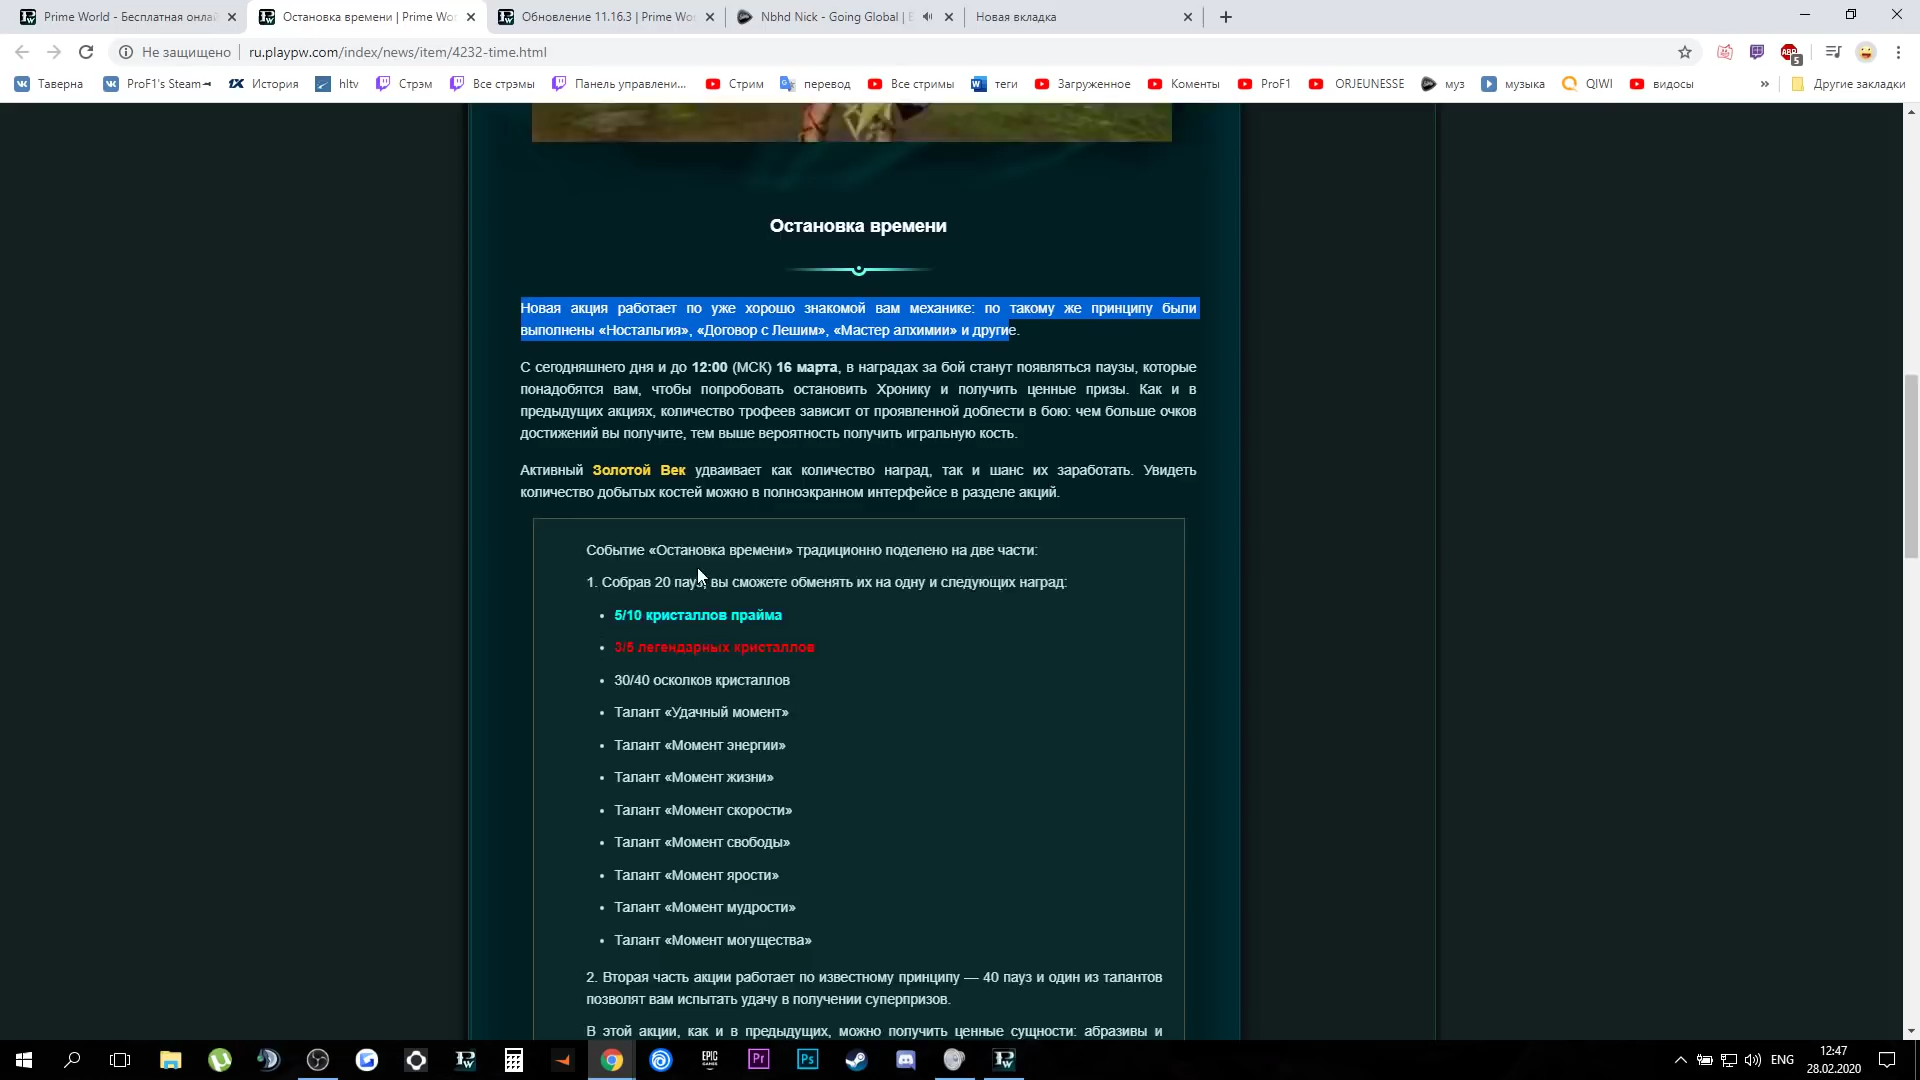 Prime World - Бесплатная онлай
Остановка времени | Prime Wor
Обновление 11.16.3 | Prime Wo
Nbhd Nick - Going Global |
Новая вкладка
Не защищено
ru.playpw.com/index/news/item/4232-time.html
ABP
5
Таверна
ProF1's Steam
История
hltv
Стрэм
Все стрэмы
Панель управлени...
Стрим
перевод
Все стримы
теги
Загруженное
Коменты
ProF1
ORJEUNESSE
муз
музыка
QIWI
видосы
»
Другие закладки
Остановка времени
Новая акция работает по уже хорошо знакомой вам механике: по такому же принципу были
выполнены «Ностальгия», «Договор с Лешим», «Мастер алхимии» и другие.
С сегодняшнего дня и до 12:00 (МСК) 16 марта, в наградах за бой станут появляться паузы, которые
понадобятся вам, чтобы попробовать остановить Хронику и получить ценные призы. Как и в
предыдущих акциях, количество трофеев зависит от проявленной доблести в бою: чем больше очков
достижений вы получите, тем выше вероятность получить игральную кость.
Активный Золотой Век удваивает как количество наград, так и шанс их заработать. Увидеть
количество добытых костей можно в полноэкранном интерфейсе в разделе акций.
Событие «Остановка времени» традиционно поделено на две части:
1. Собрав 20 пауз, вы сможете обменять их на одну и следующих наград:
• 5/10 кристаллов прайма
• 3/5 легендарных кристаллов
• 30/40 осколков кристаллов
• Талант «Удачный момент»
• Талант «Момент энергии»
• Талант «Момент жизни»
• Талант «Момент скорости»
• Талант «Момент свободы»
• Талант «Момент ярости»
• Талант «Момент мудрости»
• Талант «Момент могущества»
2. Вторая часть акции работает по известному принципу — 40 пауз и один из талантов
позволят вам испытать удачу в получении суперпризов.
В этой акции, как и в предыдущих, можно получить ценные сущности: абразивы и
EPIC
GAMES
Pr
Ps
ENG
12:47
28.02.2020